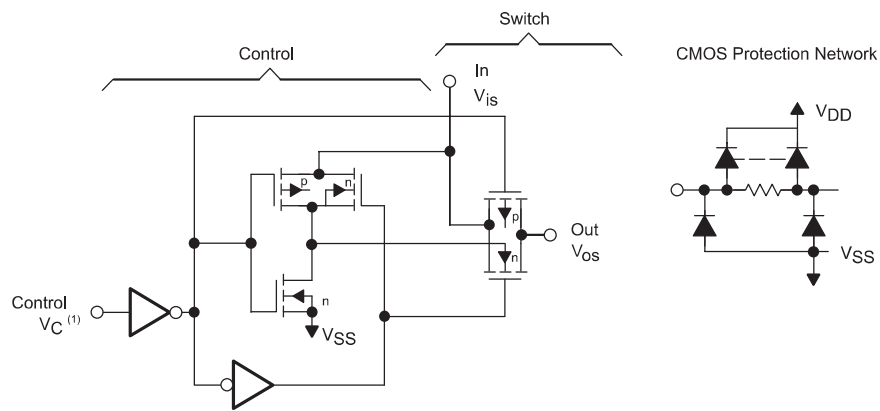 Switch
Control
In
V_is
CMOS Protection Network
V_DD
p
n
p
n
Out
V_os
n
V_SS
V_SS
Control
V_C (1)